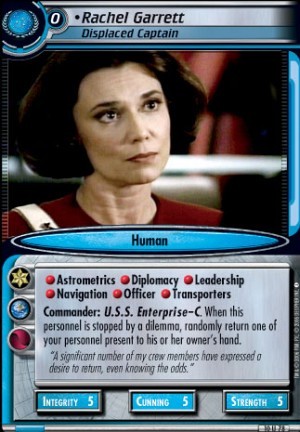 0
•Rachel Garrett
Displaced Captain
Human
•Astrometrics •Diplomacy •Leadership
•Navigation •Officer •Transporters
Commander: U.S.S. Enterprise-C. When this
personnel is stopped by a dilemma, randomly return one of
your personnel present to his or her owner's hand.
"A significant number of my crew members have expressed a
desire to return, even knowing the odds."
INTEGRITY 5
CUNNING 5
STRENGTH 5